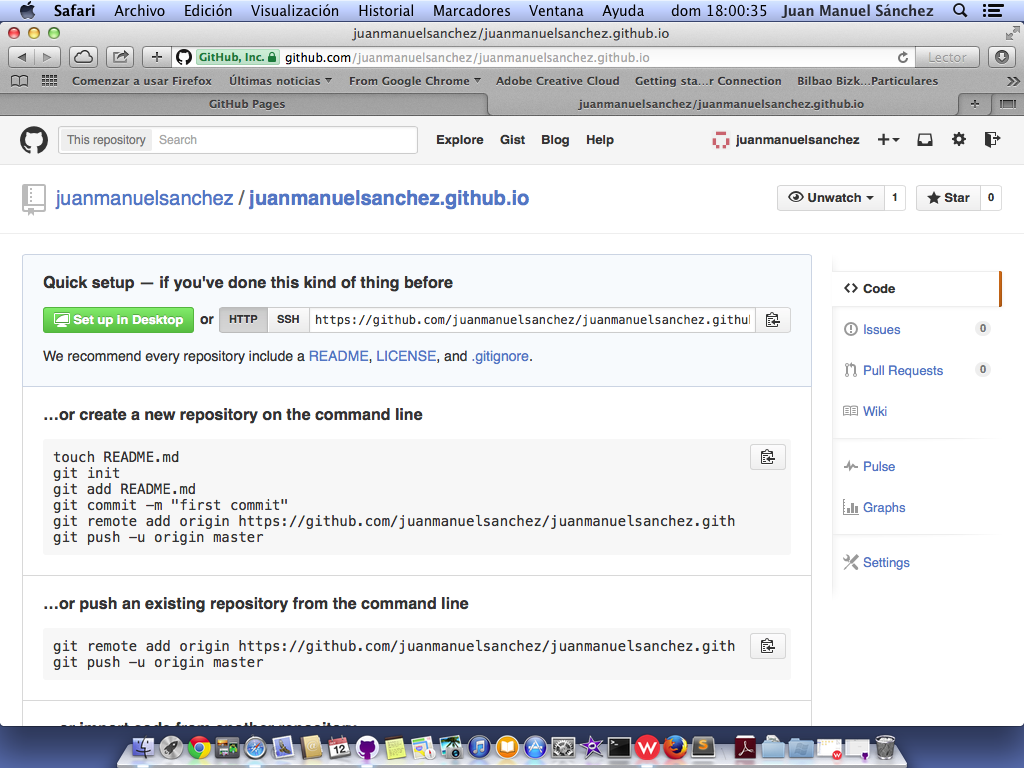 Safari Archivo Edición Visualización Historial Marcadores Ventana Ayuda dom 18:00:35 Juan Manuel Sánchez
juanmanuelsanchez/juanmanuelsanchez.github.io
GitHub, Inc. github.com/juanmanuelsanchez/juanmanuelsanchez.github.io Lector
Comenzar a usar Firefox Últimas noticias From Google Chrome Adobe Creative Cloud Getting sta...r Connection Bilbao Bizk...Particulares
GitHub Pages juanmanuelsanchez/juanmanuelsanchez.github.io
This repository Search Explore Gist Blog Help juanmanuelsanchez
juanmanuelsanchez / juanmanuelsanchez.github.io Unwatch 1 Star 0
Quick setup — if you've done this kind of thing before
Set up in Desktop or HTTP SSH https://github.com/juanmanuelsanchez/juanmanuelsanchez.githul
We recommend every repository include a README, LICENSE, and .gitignore.
…or create a new repository on the command line
touch README.md
git init
git add README.md
git commit -m "first commit"
git remote add origin https://github.com/juanmanuelsanchez/juanmanuelsanchez.gith
git push -u origin master
…or push an existing repository from the command line
git remote add origin https://github.com/juanmanuelsanchez/juanmanuelsanchez.gith
git push -u origin master
…or import code from another repository
Code
Issues 0
Pull Requests 0
Wiki
Pulse
Graphs
Settings
12